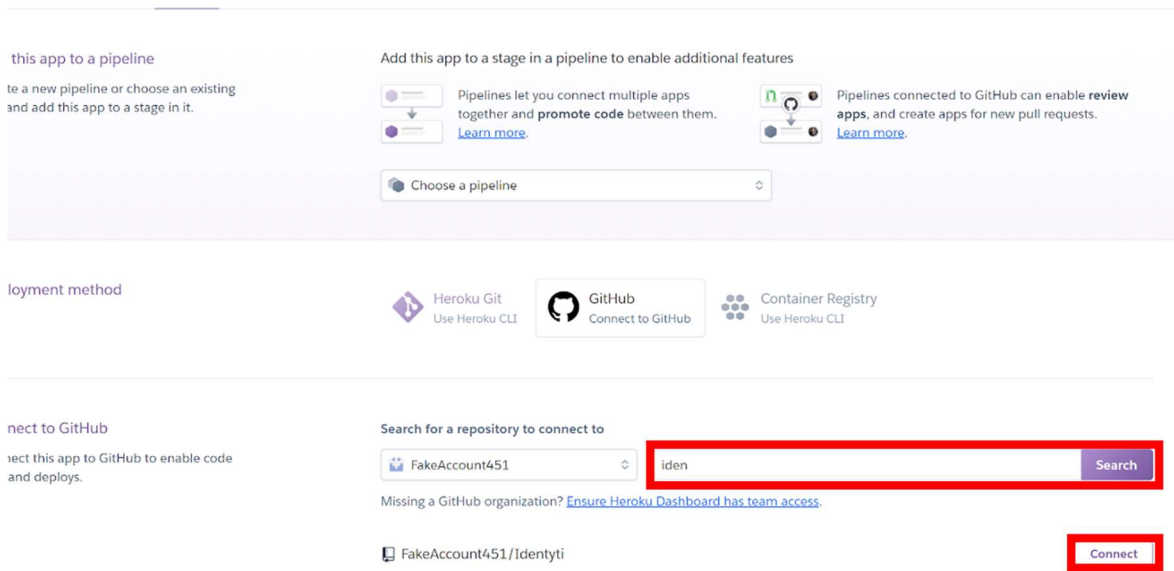 this app to a pipeline
te a new pipeline or choose an existing
and add this app to a stage in it.
Add this app to a stage in a pipeline to enable additional features
Pipelines let you connect multiple apps
together and promote code between them.
Learn more.
Pipelines connected to GitHub can enable review
apps, and create apps for new pull requests.
Learn more.
Choose a pipeline
loyment method
Heroku Git
Use Heroku CLI
GitHub
Connect to GitHub
Container Registry
Use Heroku CLI
nect to GitHub
nect this app to GitHub to enable code
and deploys.
Search for a repository to connect to
FakeAccount451
iden
Search
Missing a GitHub organization? Ensure Heroku Dashboard has team access.
FakeAccount451/Identyti
Connect